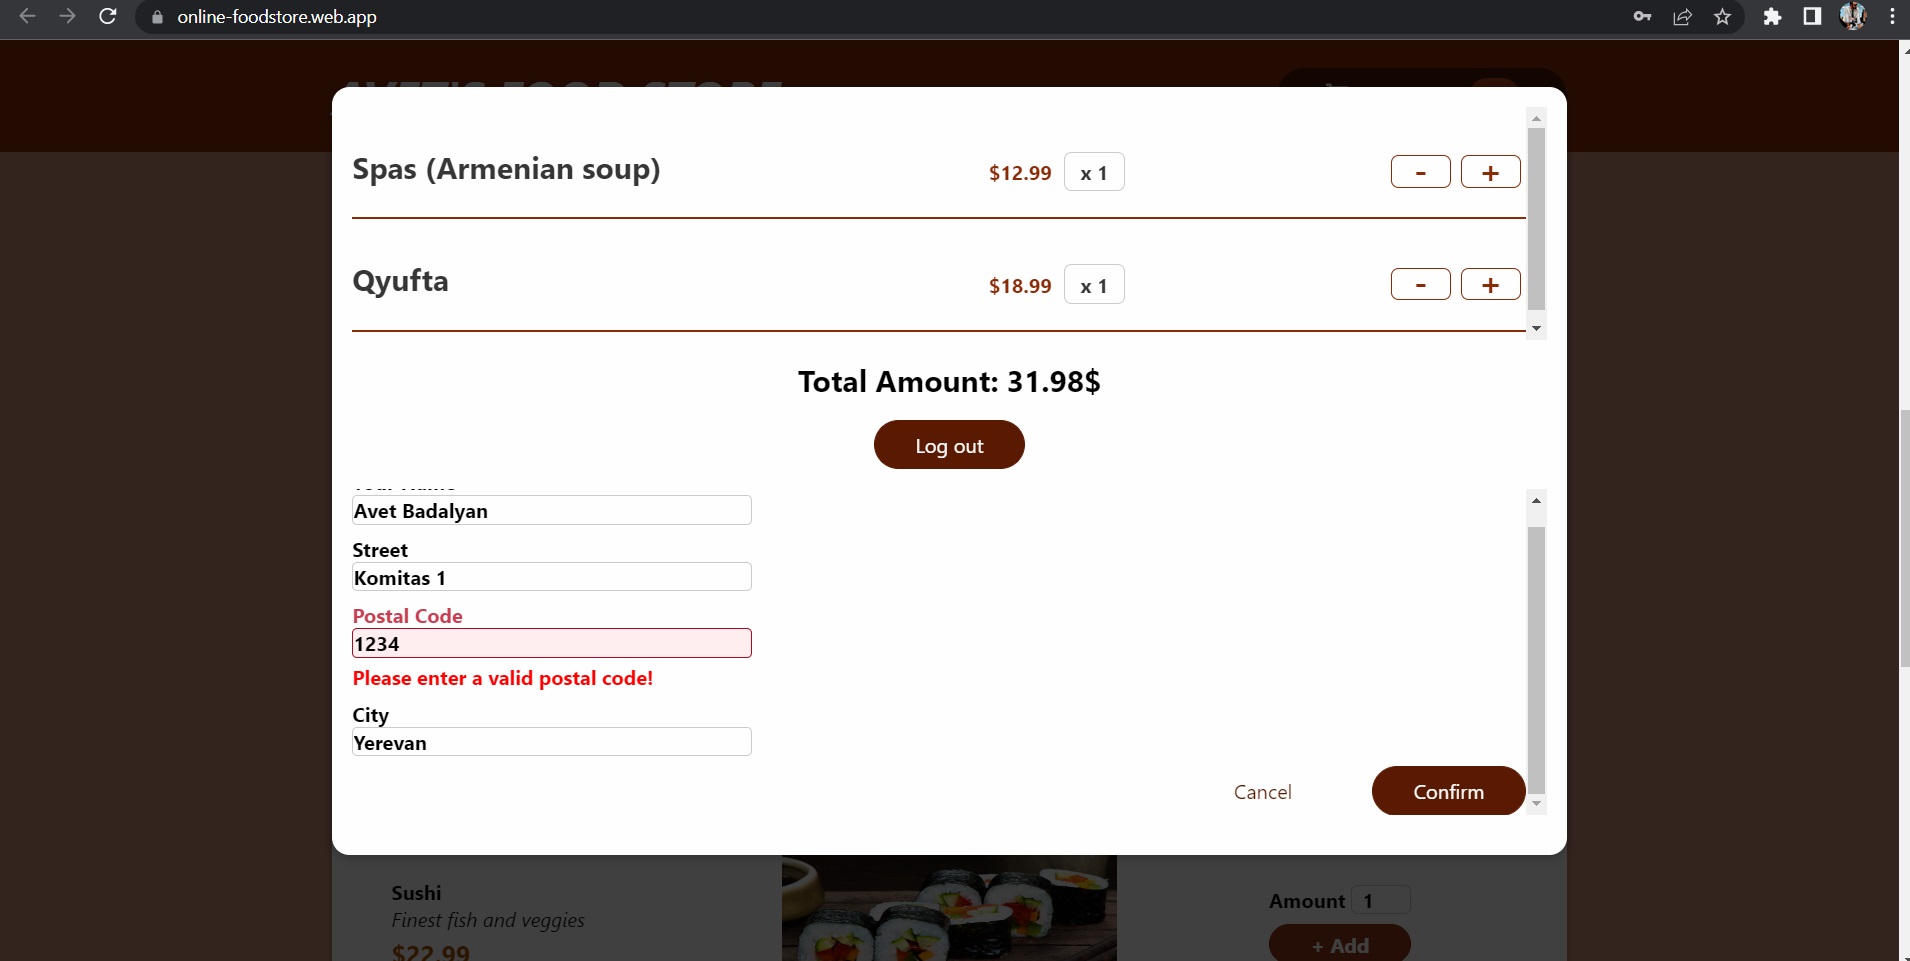 online-foodstore.web.app
Spas (Armenian soup)
$12.99 x 1 - +
Qyufta
$18.99 x 1 - +
Total Amount: 31.98$
Log out
Your Name
Avet Badalyan
Street
Komitas 1
Postal Code
1234
Please enter a valid postal code!
City
Yerevan
Cancel Confirm
Sushi
Finest fish and veggies
$22.99
Amount 1
+ Add